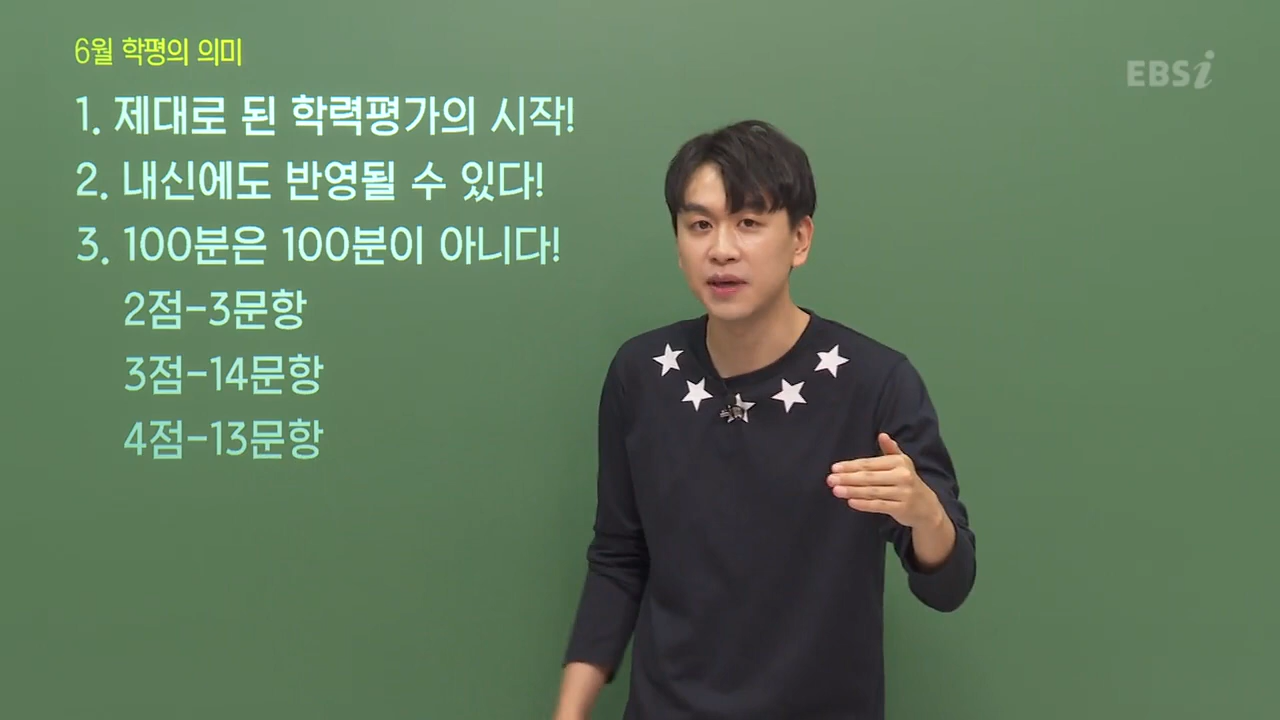 6월 학평의 의미
EBSi
1. 제대로 된 학력평가의 시작!
2. 내신에도 반영될 수 있다!
3. 100분은 100분이 아니다!
2점-3문항
3점-14문항
4점-13문항